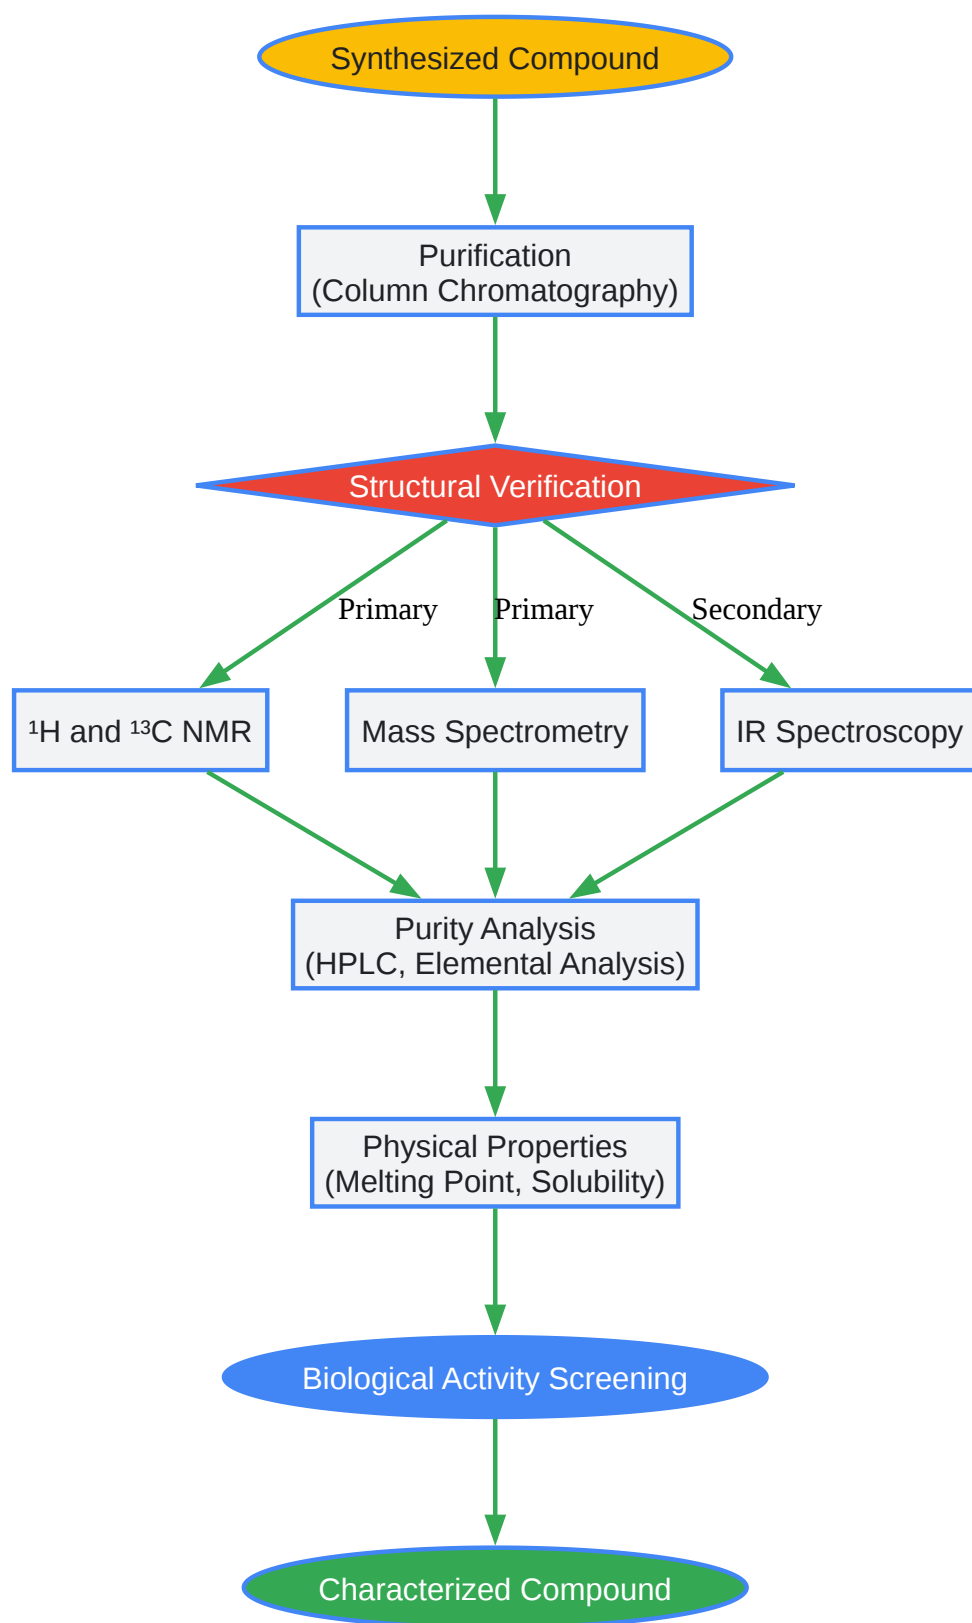 Synthesized Compound
Purification
(Column Chromatography)
Structural Verification
Primary
Primary
Secondary
¹H and ¹³C NMR
Mass Spectrometry
IR Spectroscopy
Purity Analysis
(HPLC, Elemental Analysis)
Physical Properties
(Melting Point, Solubility)
Biological Activity Screening
Characterized Compound